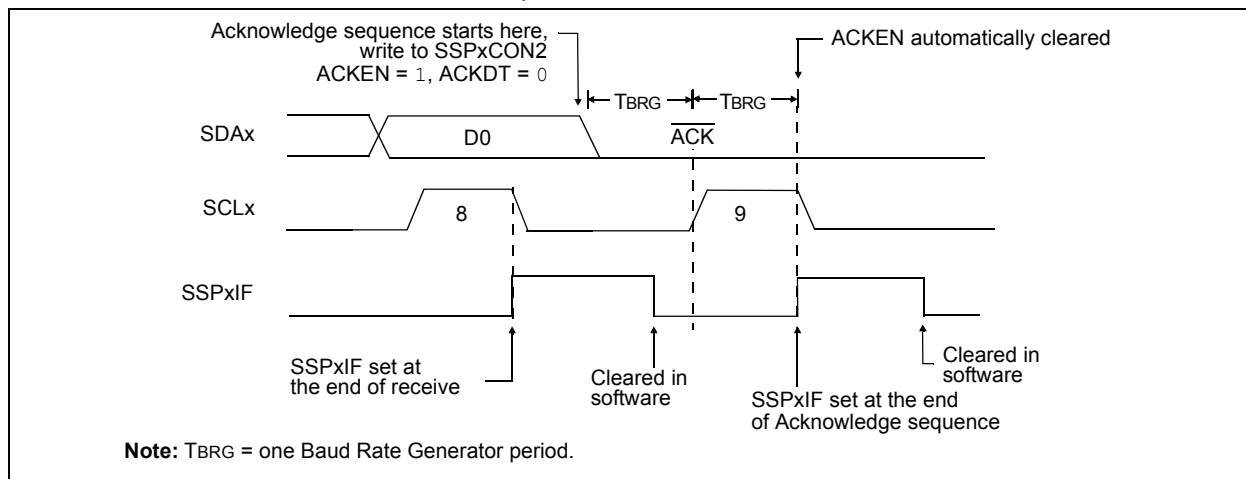 Acknowledge sequence starts here,
write to SSPxCON2
ACKEN = 1, ACKDT = 0
ACKEN automatically cleared
TBRG
TBRG
SDAx
D0
ACK
SCLx
8
9
SSPxIF
SSPxIF set at
the end of receive
Cleared in
software
SSPxIF set at the end
of Acknowledge sequence
Cleared in
software
Note: TBRG = one Baud Rate Generator period.